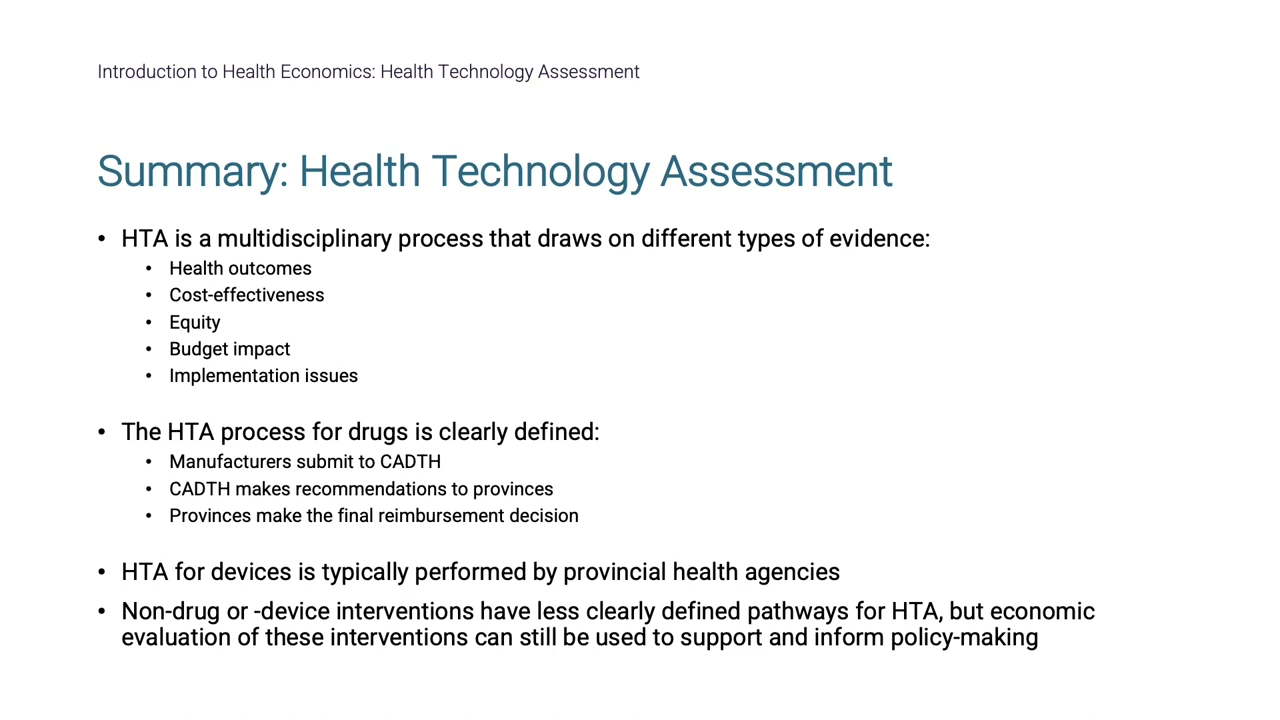 Introduction to Health Economics: Health Technology Assessment
Summary: Health Technology Assessment
• HTA is a multidisciplinary process that draws on different types of evidence:
• Health outcomes
• Cost-effectiveness
• Equity
• Budget impact
• Implementation issues
• The HTA process for drugs is clearly defined:
• Manufacturers submit to CADTH
• CADTH makes recommendations to provinces
• Provinces make the final reimbursement decision
• HTA for devices is typically performed by provincial health agencies
• Non-drug or -device interventions have less clearly defined pathways for HTA, but economic
evaluation of these interventions can still be used to support and inform policy-making